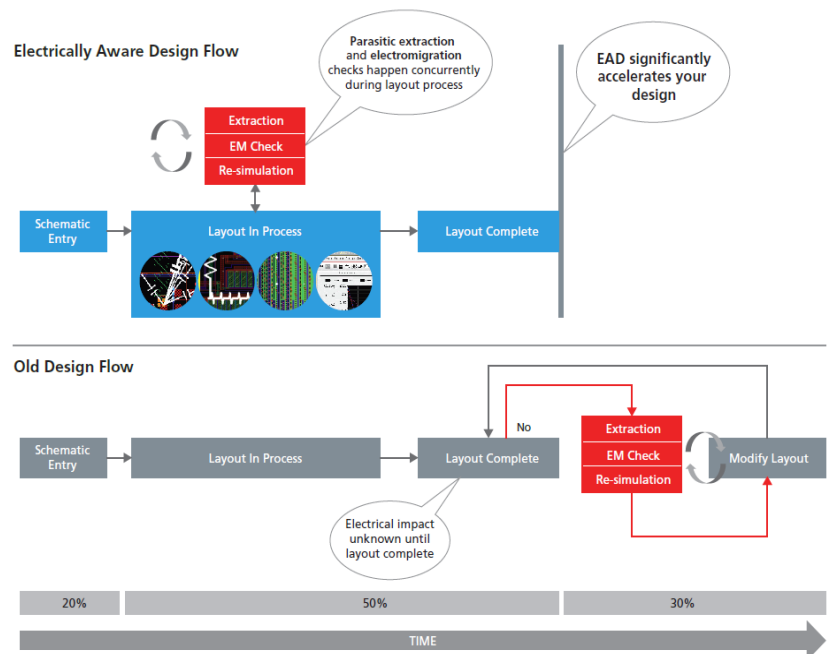 Electrically Aware Design Flow
Parasitic extraction
and electromigration
checks happen concurrently
during layout process
EAD significantly
accelerates your
design
Extraction
EM Check
Re-simulation
Schematic
Entry
Layout In Process
Layout Complete
Old Design Flow
No
Schematic
Entry
Layout In Process
Layout Complete
Extraction
EM Check
Re-simulation
Modify Layout
Electrical impact
unknown until
layout complete
20%
50%
30%
TIME